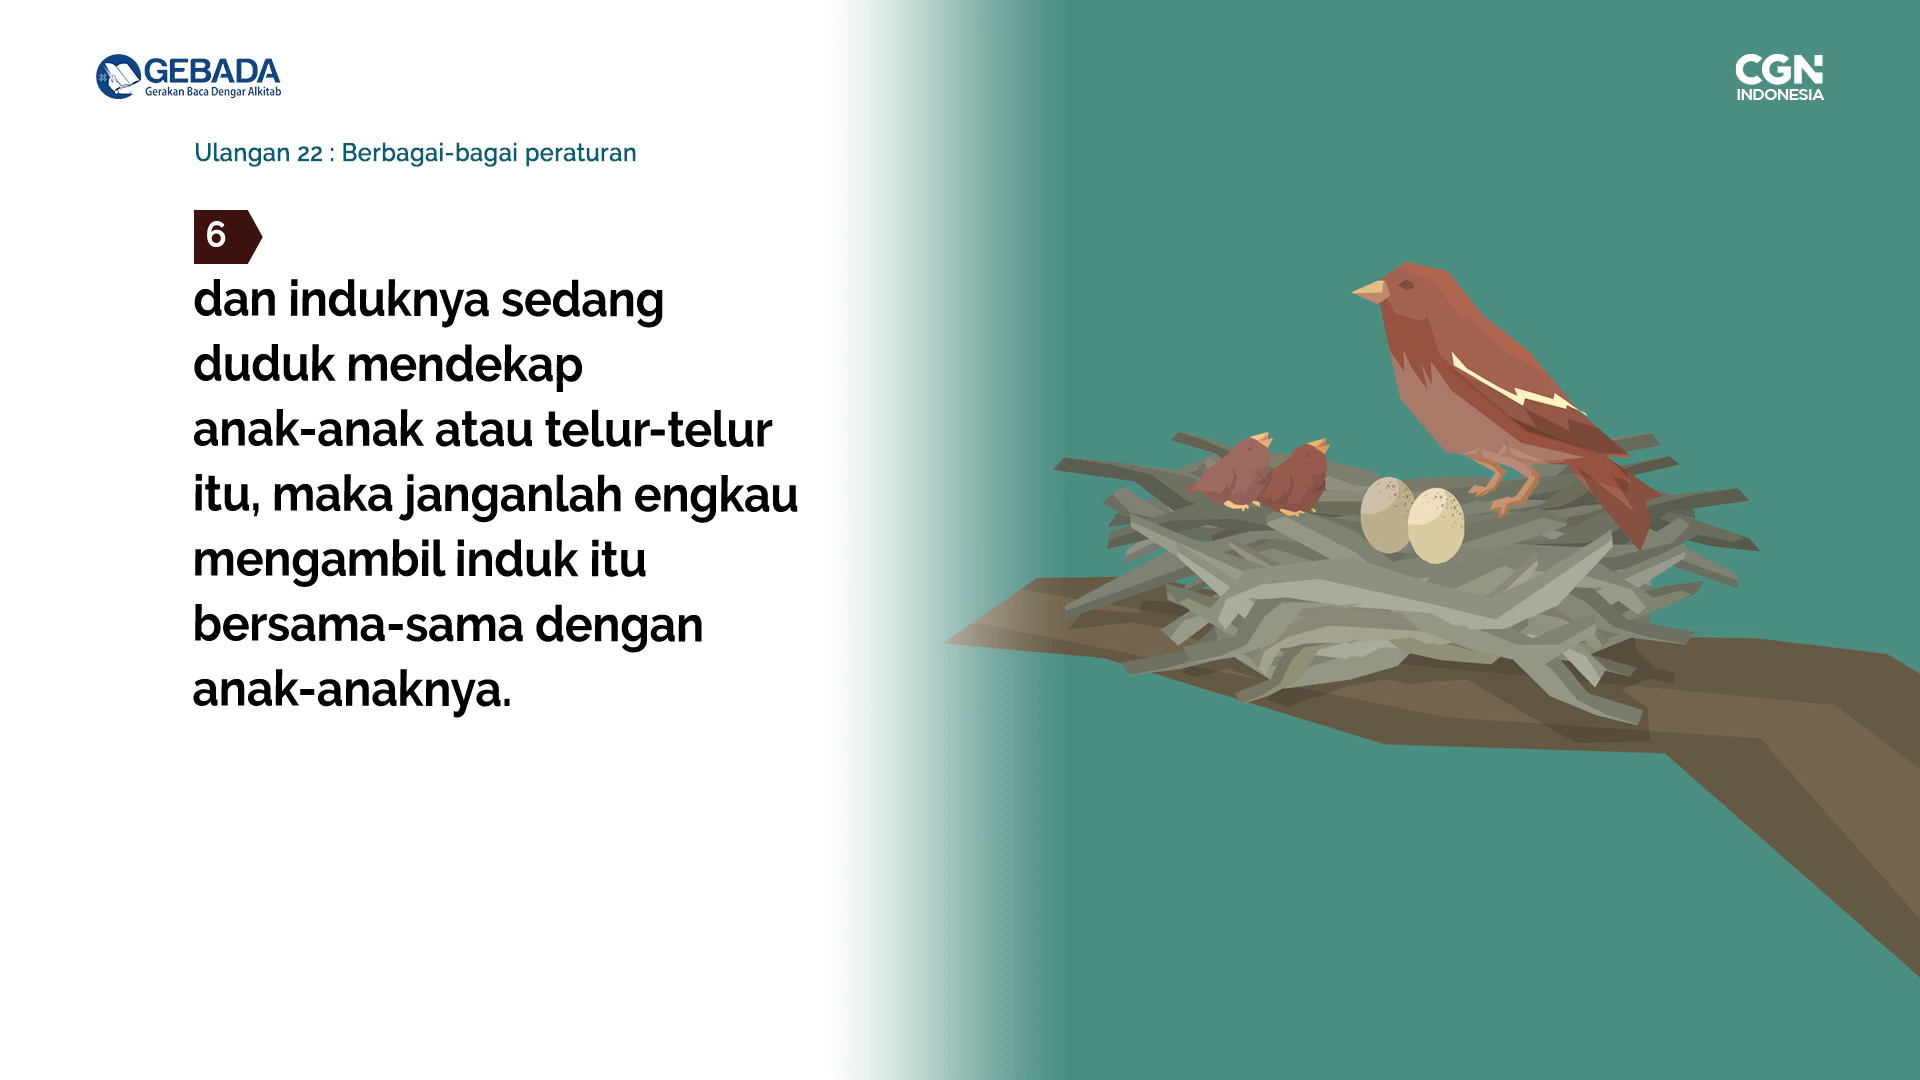 GEBADA
Gerakan Baca Dengar Alkitab
CGN
INDONESIA
Ulangan 22 : Berbagai-bagai peraturan
6
dan induknya sedang
duduk mendekap
anak-anak atau telur-telur
itu, maka janganlah engkau
mengambil induk itu
bersama-sama dengan
anak-anaknya.